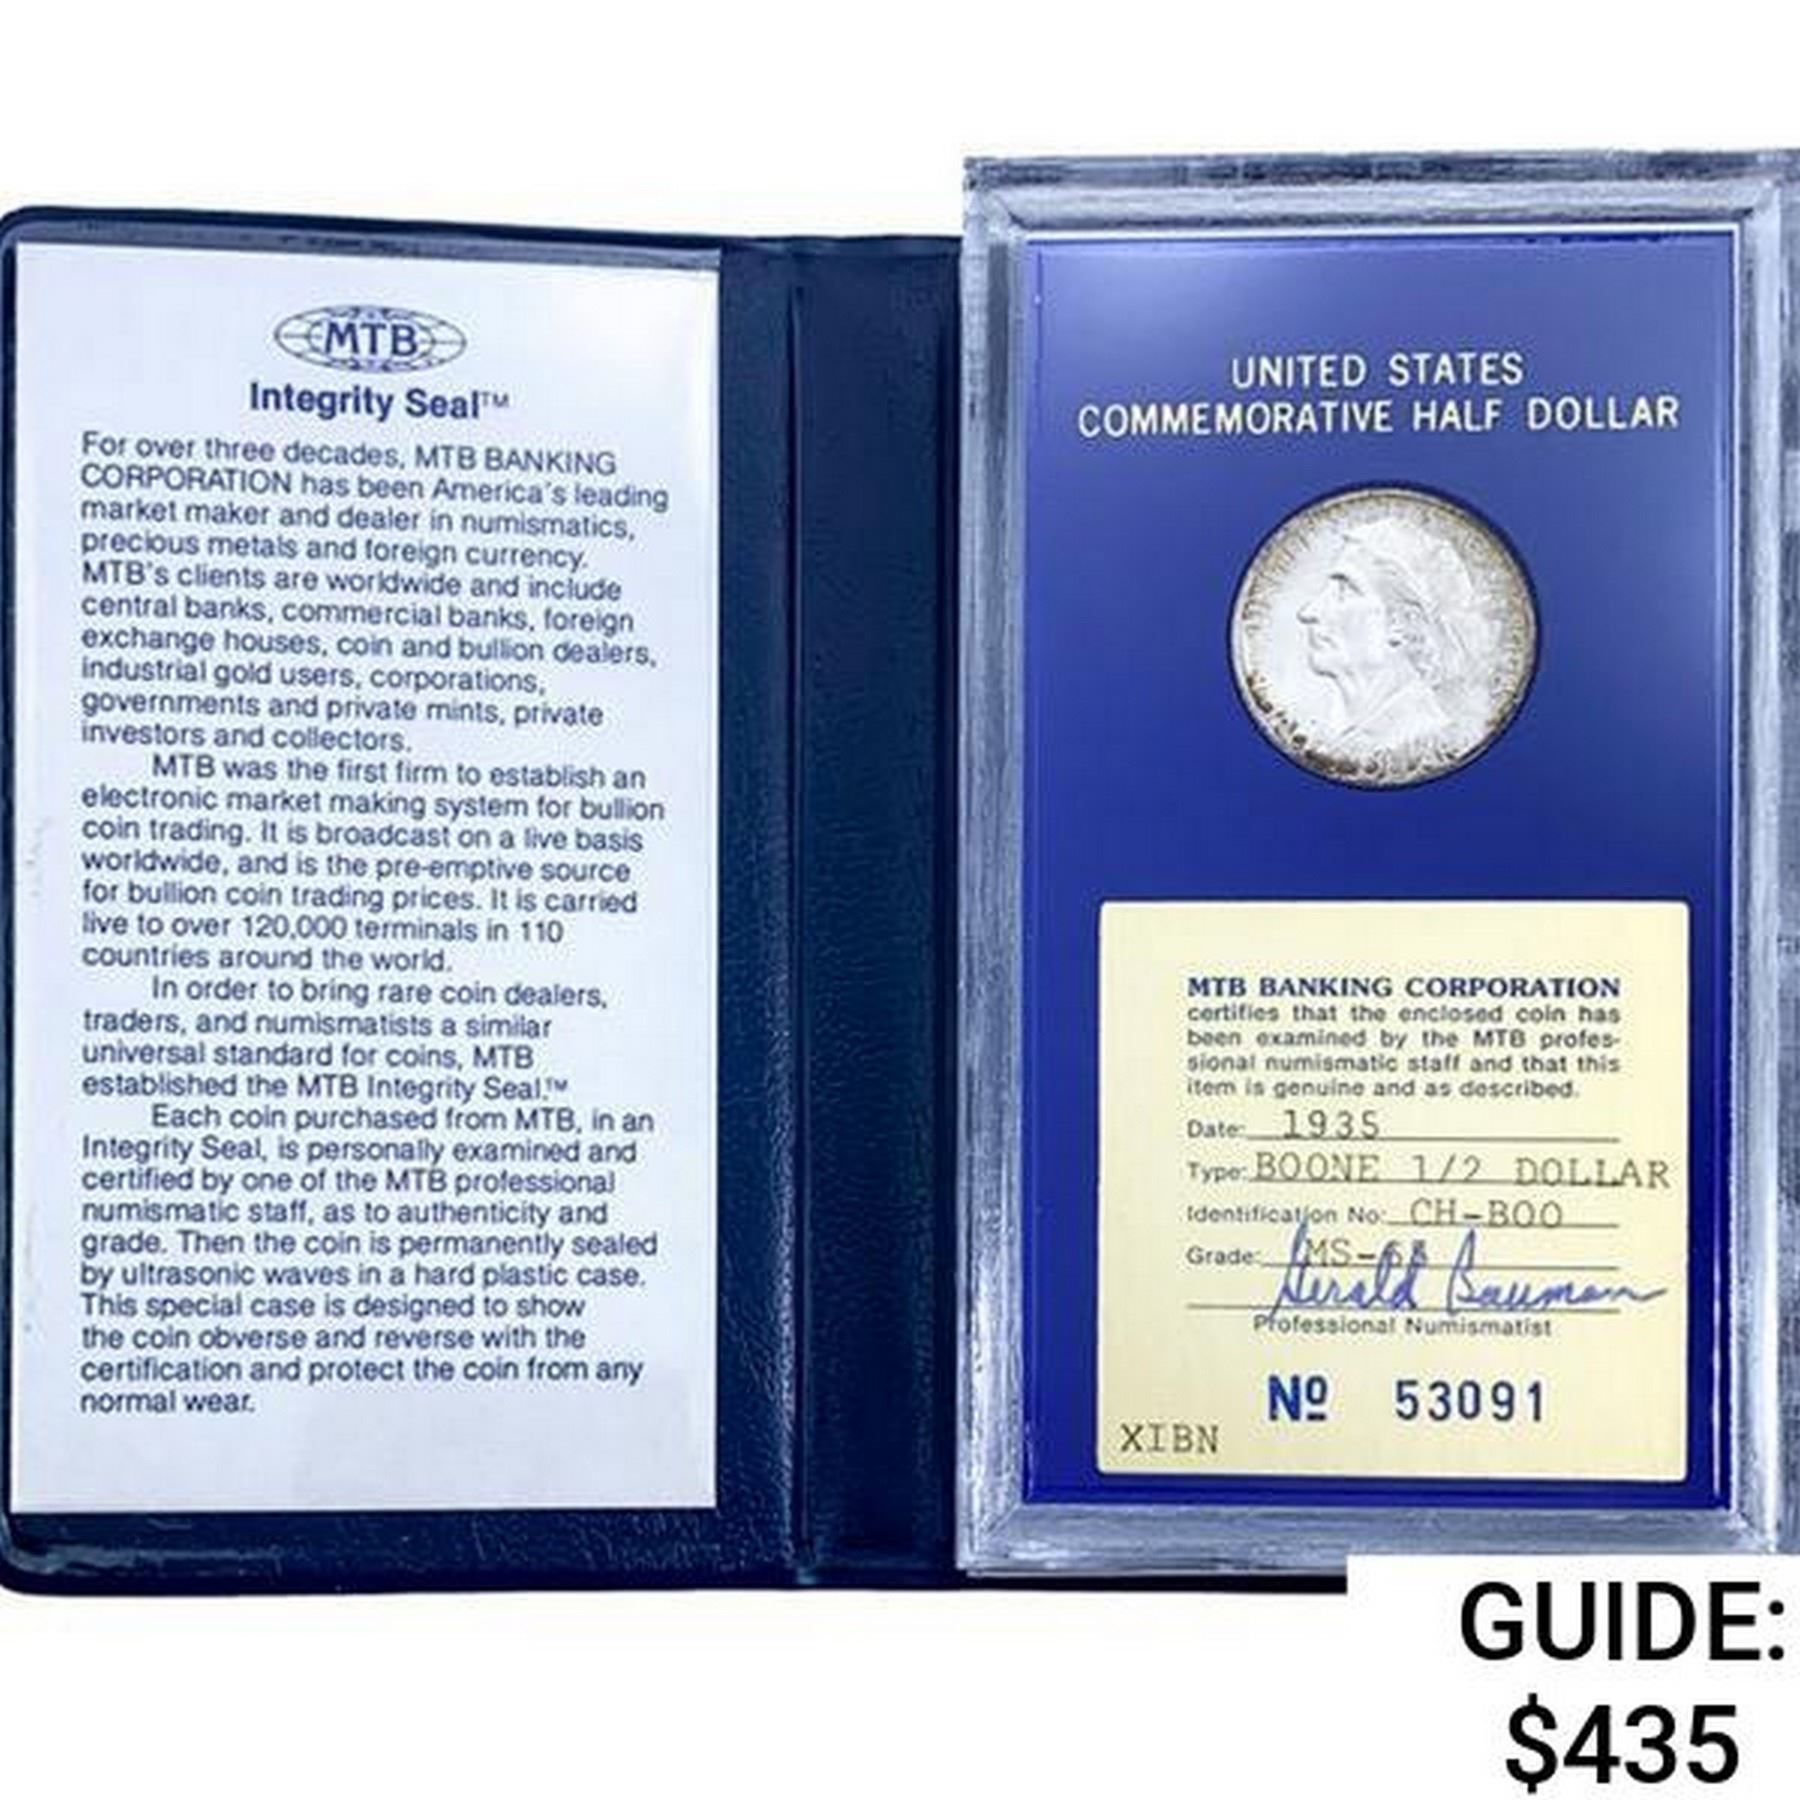 MTB
Integrity Seal™
For over three decades, MTB BANKING
CORPORATION has been America's leading
market maker and dealer in numismatics,
precious metals and foreign currency.
MTB's clients are worldwide and include
central banks, commercial banks, foreign
exchange houses, coin and bullion dealers,
industrial gold users, corporations,
governments and private mints, private
investors and collectors.
MTB was the first firm to establish an
electronic market making system for bullion
coin trading. It is broadcast on a live basis
worldwide, and is the pre-emptive source
for bullion coin trading prices. It is carried
live to over 120,000 terminals in 110
countries around the world.
In order to bring rare coin dealers,
traders, and numismatists a similar
universal standard for coins, MTB
established the MTB Integrity Seal.™
Each coin purchased from MTB, in an
Integrity Seal, is personally examined and
certified by one of the MTB professional
numismatic staff, as to authenticity and
grade. Then the coin is permanently sealed
by ultrasonic waves in a hard plastic case.
This special case is designed to show
the coin obverse and reverse with the
certification and protect the coin from any
normal wear.
UNITED STATES
COMMEMORATIVE HALF DOLLAR
MTB BANKING CORPORATION
certifies that the enclosed coin has
been examined by the MTB profes-
sional numismatic staff and that this
item is genuine and as described.
Date: 1935
Type: BOONE 1/2 DOLLAR
Identification No: CH-BOO
Grade:
Gerald Bauman
Professional Numismatist
Nº 53091
XIBN
GUIDE:
$435